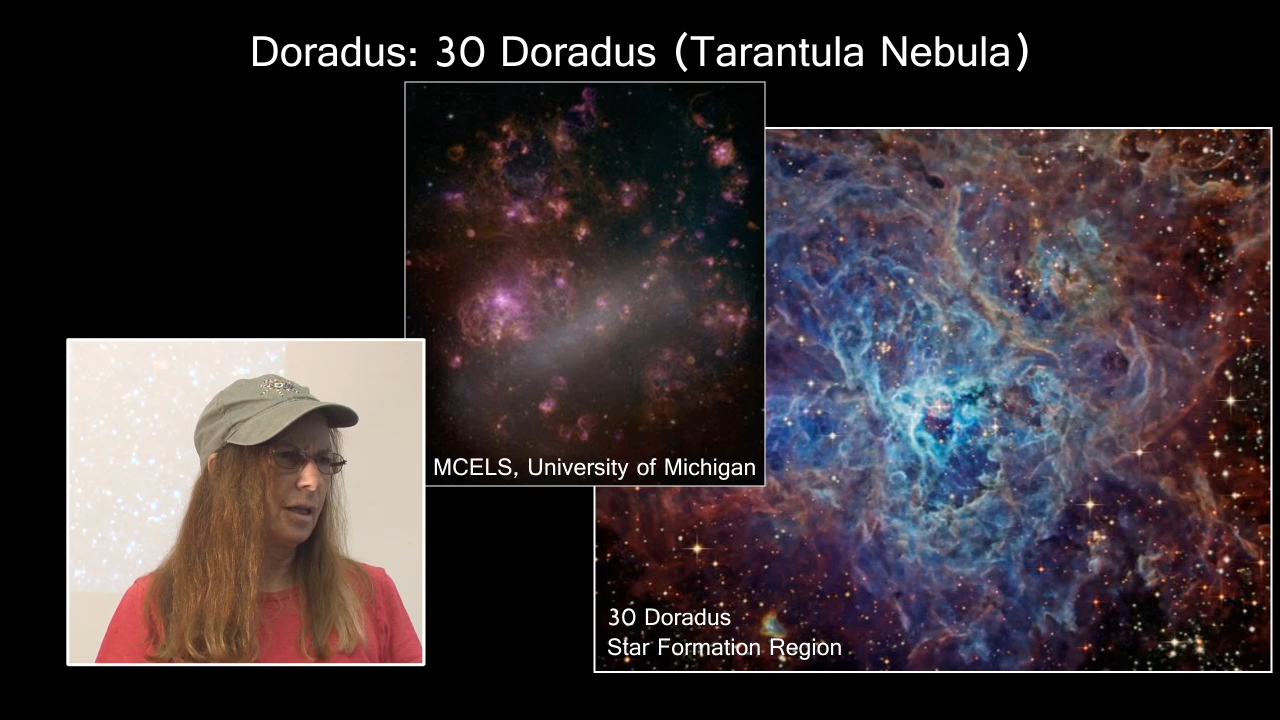 Doradus: 30 Doradus (Tarantula Nebula)
MCELS, University of Michigan
30 Doradus
Star Formation Region